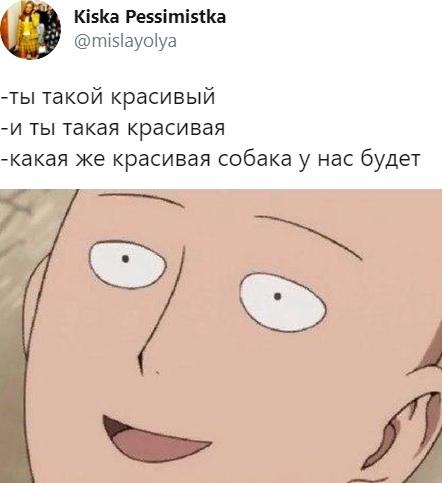 Kiska Pessimistka
@mislayolya
-ты такой красивый
-и ты такая красивая
-какая же красивая собака у нас будет